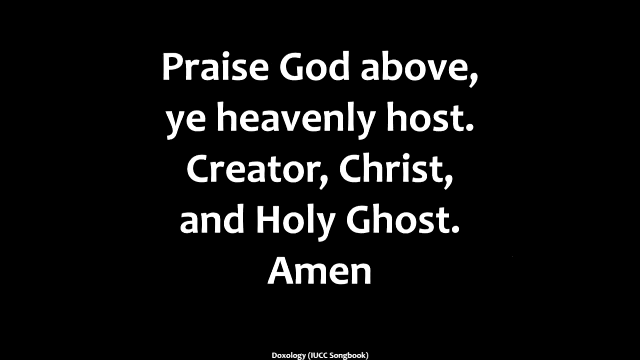 Praise God above,
ye heavenly host.
Creator, Christ,
and Holy Ghost.
Amen
Doxology (IUCC Songbook)